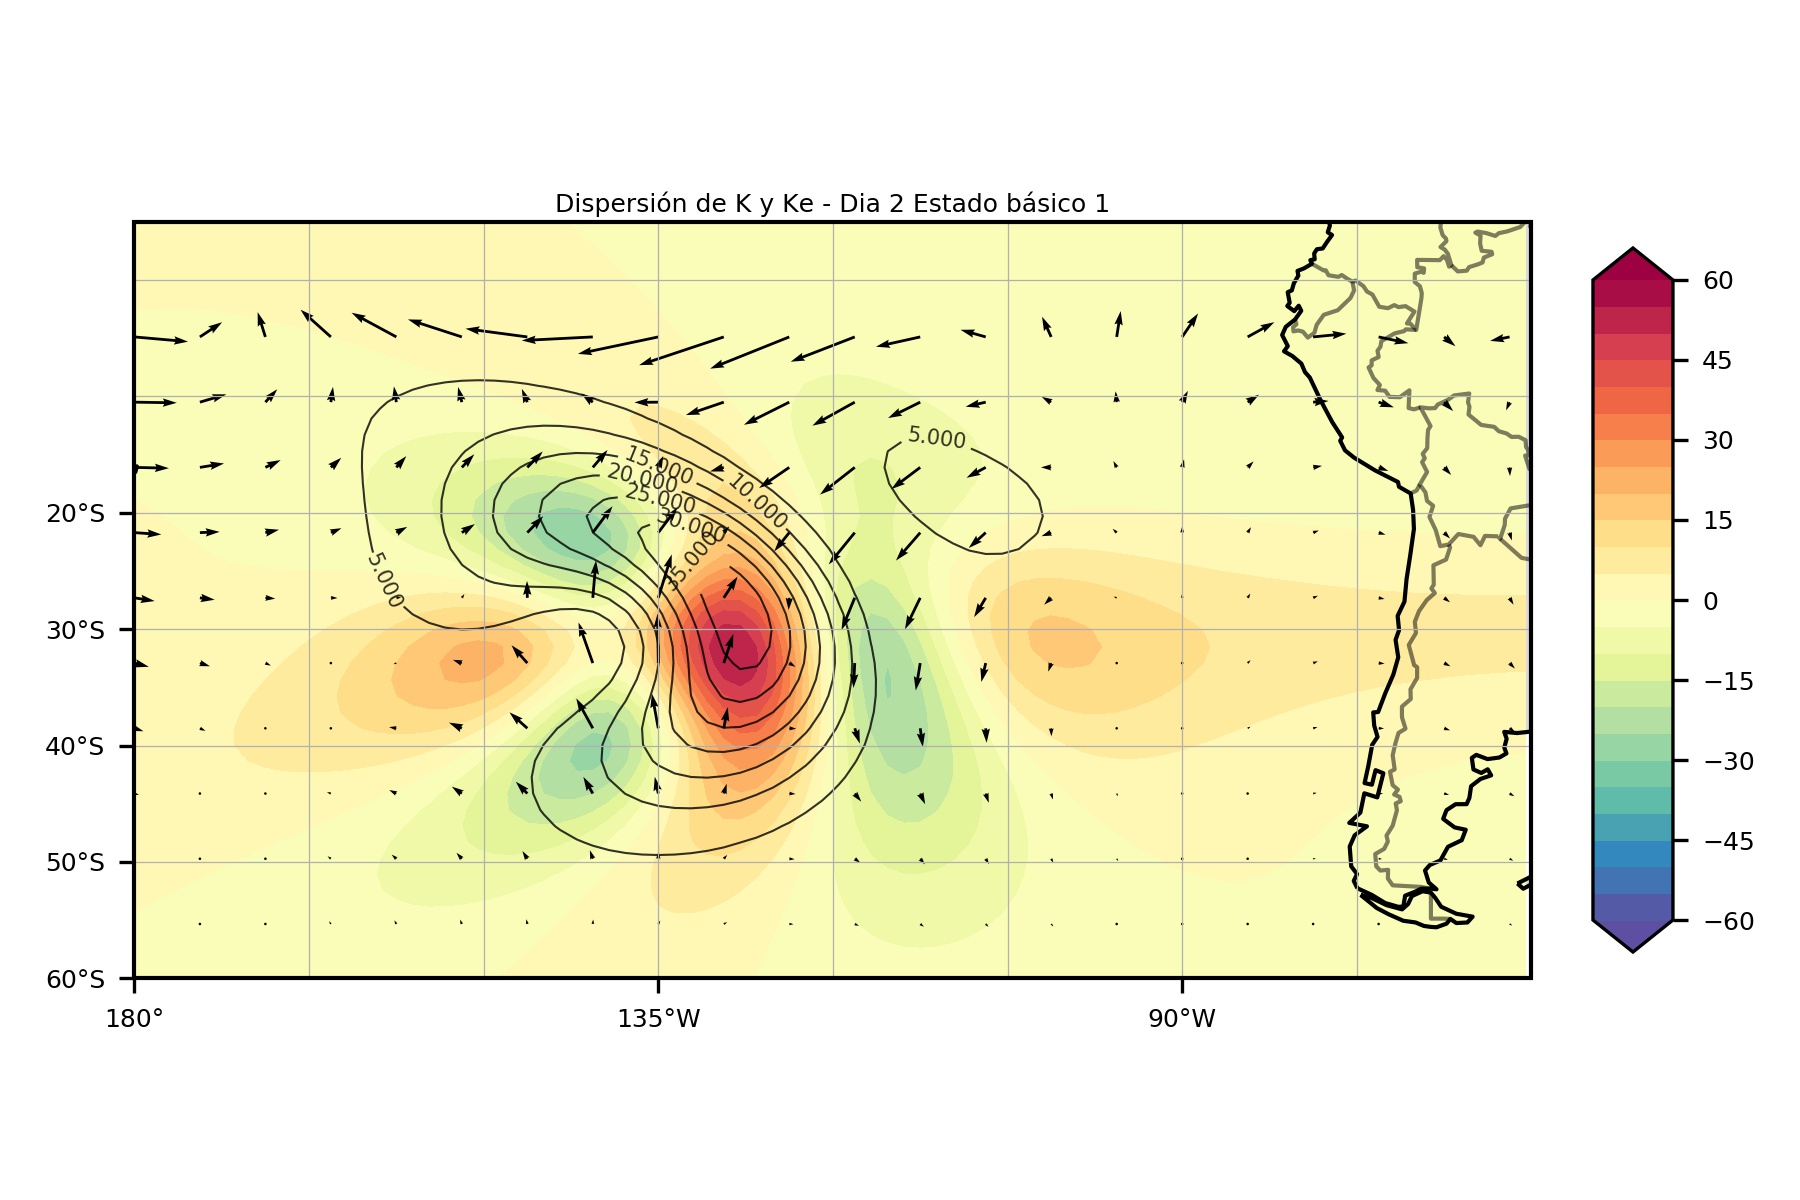 Dispersión de K y Ke - Dia 2 Estado básico 1
60
45
30
15
0
−15
−30
−45
−60
20°S
30°S
40°S
50°S
60°S
180°
135°W
90°W
5.000
15.000
20.000
10.000
25.000
30.000
35.000
5.000